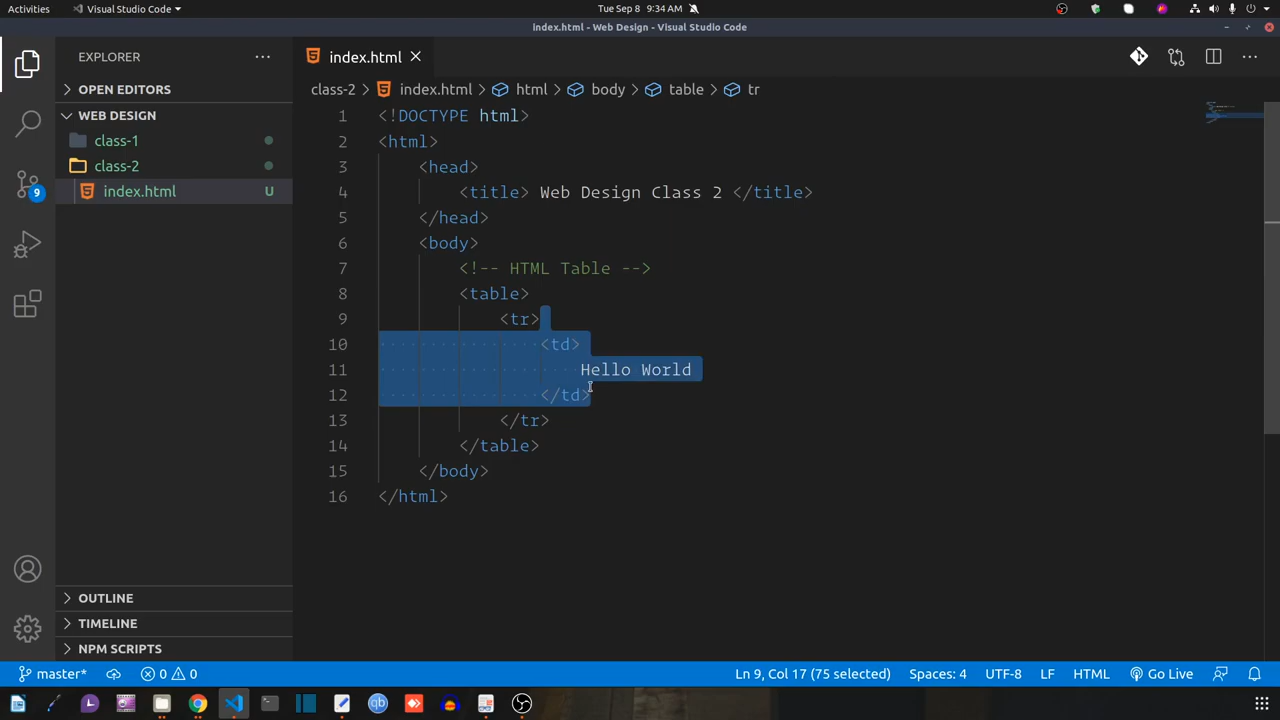 Activities
Visual Studio Code
Tue Sep 8 9:34 AM
index.html - Web Design - Visual Studio Code
EXPLORER
index.html
OPEN EDITORS
class-2 index.html html body table tr
WEB DESIGN
class-1
class-2
index.html U
9
1 <!DOCTYPE html>
2 <html>
3 <head>
4 <title> Web Design Class 2 </title>
5 </head>
6 <body>
7 <!-- HTML Table -->
8 <table>
9 <tr>
10 <td>
11 Hello World
12 </td>
13 </tr>
14 </table>
15 </body>
16 </html>
OUTLINE
TIMELINE
NPM SCRIPTS
master* 0 0 Ln 9, Col 17 (75 selected) Spaces: 4 UTF-8 LF HTML Go Live
qb